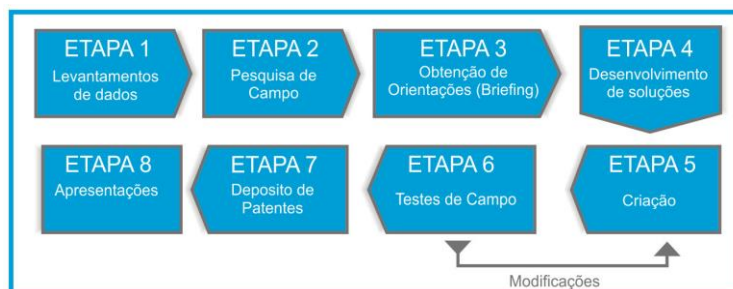 ETAPA 1
Levantamentos
de dados
ETAPA 2
Pesquisa de
Campo
ETAPA 3
Obtenção de
Orientações (Briefing)
ETAPA 4
Desenvolvimento
de soluções
ETAPA 8
Apresentações
ETAPA 7
Deposito de
Patentes
ETAPA 6
Testes de Campo
ETAPA 5
Criação
Modificações